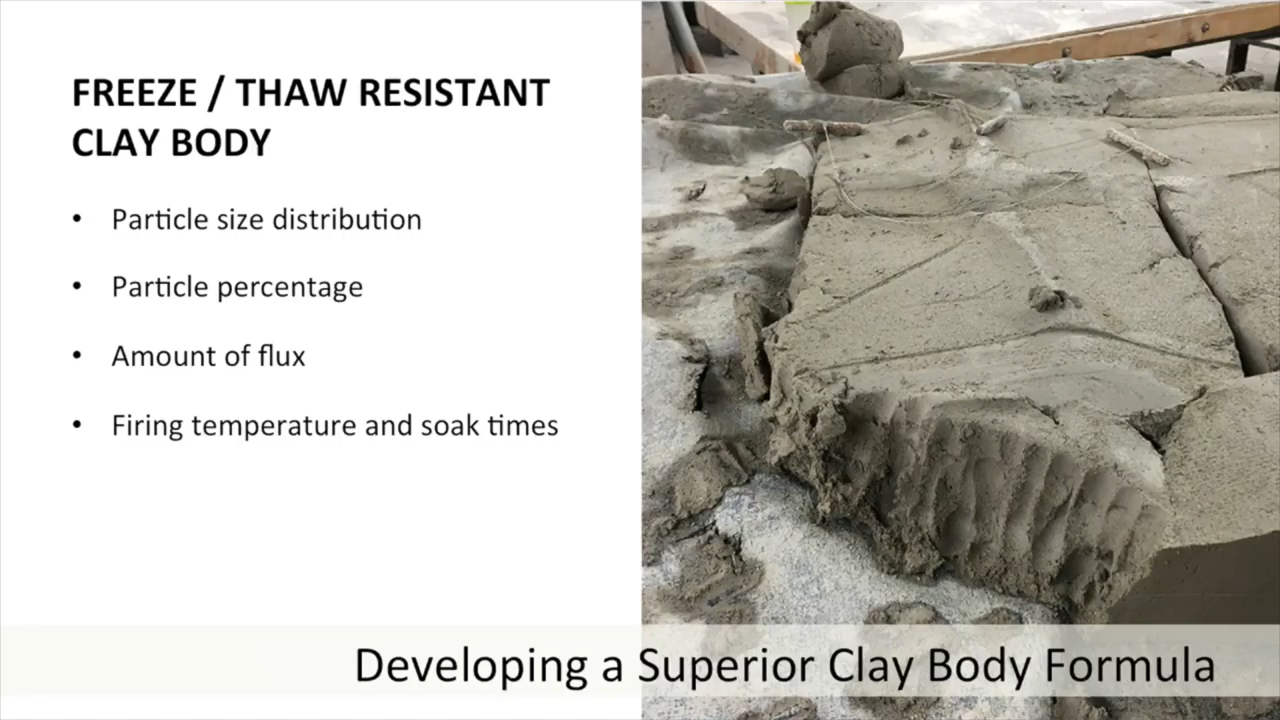 FREEZE / THAW RESISTANT
CLAY BODY
• Particle size distribution
• Particle percentage
• Amount of flux
• Firing temperature and soak times
Developing a Superior Clay Body Formula